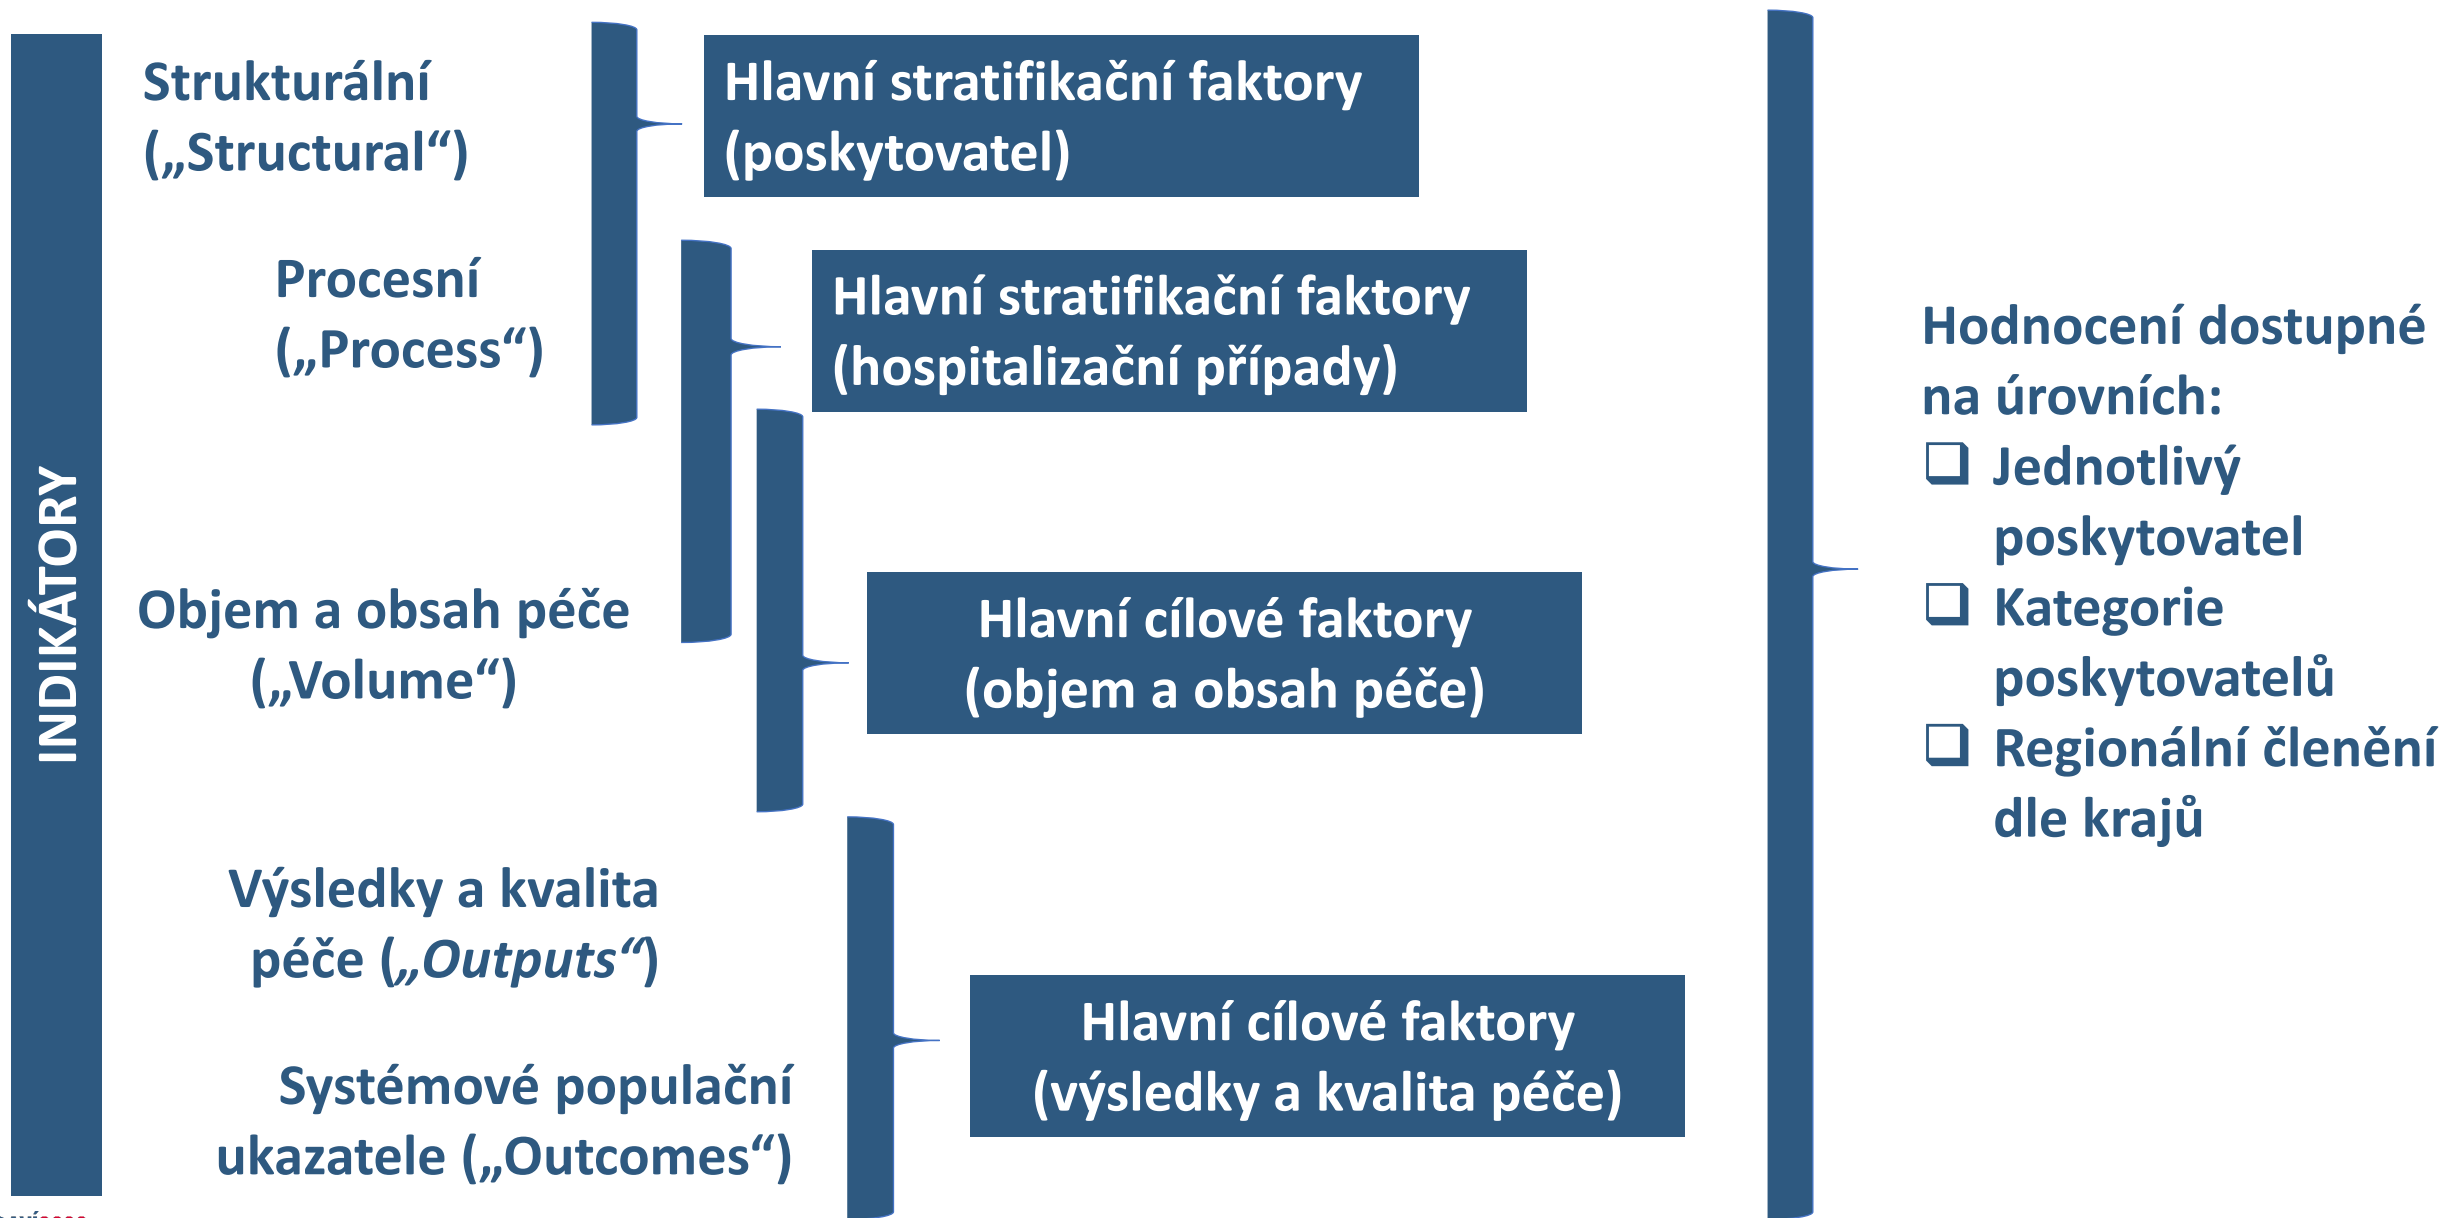 INDIKÁTORY
Strukturální
(„Structural“)
Procesní
(„Process“)
Objem a obsah péče
(„Volume“)
Výsledky a kvalita
péče („Outputs“)
Systémové populační
ukazatele („Outcomes“)
Hlavní stratifikační faktory
(poskytovatel)
Hlavní stratifikační faktory
(hospitalizační případy)
Hlavní cílové faktory
(objem a obsah péče)
Hlavní cílové faktory
(výsledky a kvalita péče)
Hodnocení dostupné
na úrovních:
❑ Jednotlivý
poskytovatel
❑ Kategorie
poskytovatelů
❑ Regionální členění
dle krajů